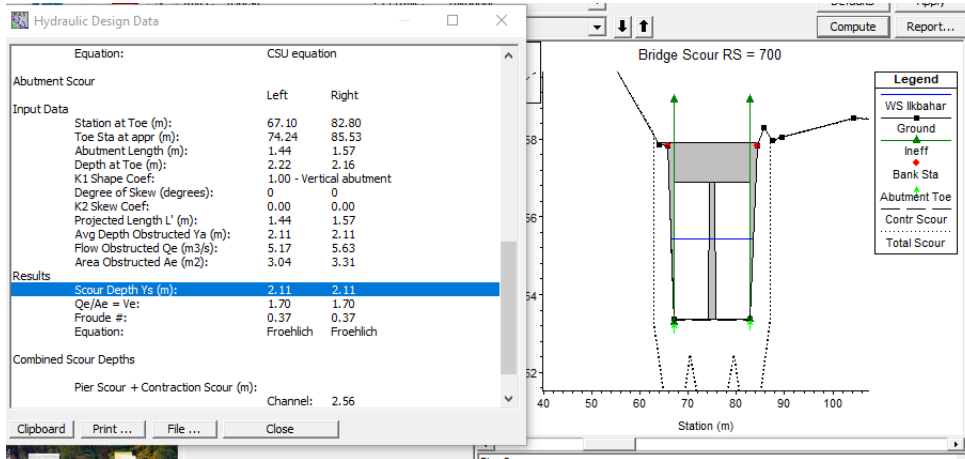 Hydraulic Design Data
Equation: CSU equation
Abutment Scour
Left Right
Input Data
Station at Toe (m): 67.10 82.80
Toe Sta at appr (m): 74.24 85.53
Abutment Length (m): 1.44 1.57
Depth at Toe (m): 2.22 2.16
K1 Shape Coef: 1.00 - Vertical abutment
Degree of Skew (degrees): 0 0
K2 Skew Coef: 0.00 0.00
Projected Length L' (m): 1.44 1.57
Avg Depth Obstructed Ya (m): 2.11 2.11
Flow Obstructed Qe (m3/s): 5.17 5.63
Area Obstructed Ae (m2): 3.04 3.31
Results
Scour Depth Ys (m): 2.11 2.11
Qe/Ae = Ve: 1.70 1.70
Froude #: 0.37 0.37
Equation: Froehlich Froehlich
Combined Scour Depths
Pier Scour + Contraction Scour (m):
Channel: 2.56
Clipboard Print ... File ... Close
Compute Report...
Bridge Scour RS = 700
Legend
WS Ilkbahar
Ground
Ineff
Bank Sta
Abutment Toe
Contr Scour
Total Scour
40 50 60 70 80 90 100
Station (m)